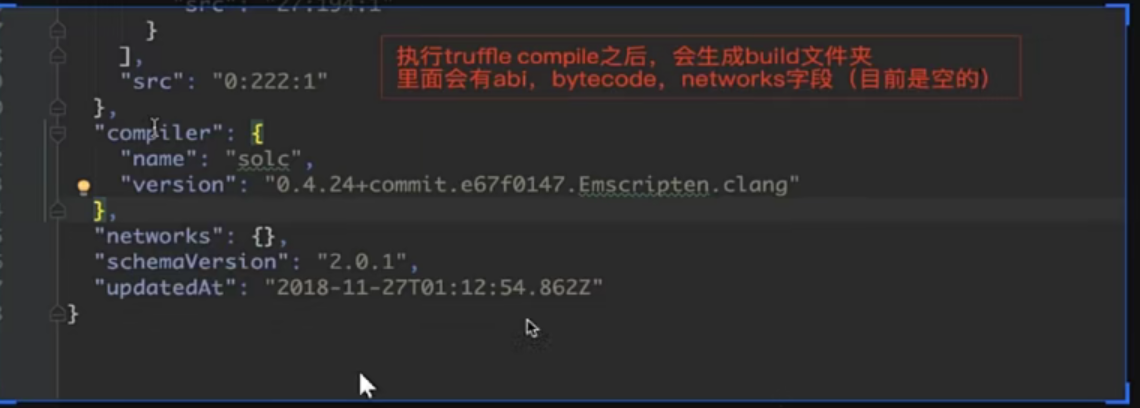 "src": "27:194:1"
}
],
"src": "0:222:1"
},
"compiler": {
"name": "solc",
"version": "0.4.24+commit.e67f0147.Emscripten.clang"
},
"networks": {},
"schemaVersion": "2.0.1",
"updatedAt": "2018-11-27T01:12:54.862Z"
}
执行truffle compile之后，会生成build文件夹
里面会有abi，bytecode，networks字段（目前是空的）